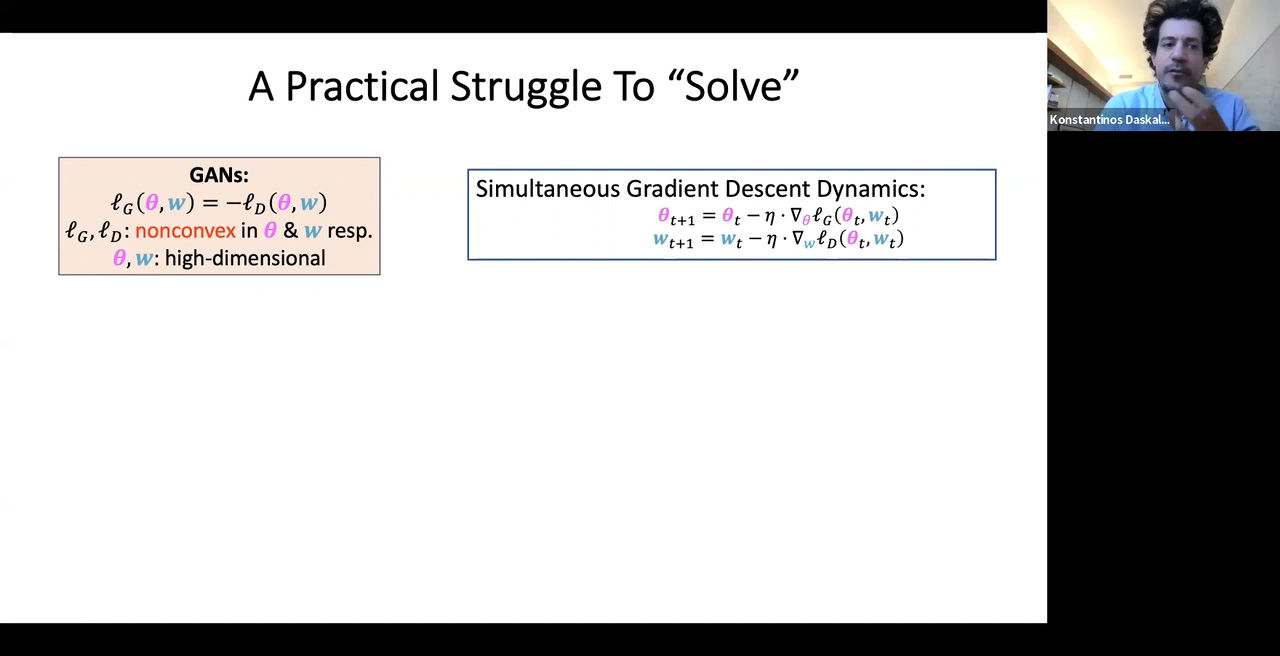 A Practical Struggle To “Solve”
GANs:
ℓ_G(θ, w) = −ℓ_D(θ, w)
ℓ_G, ℓ_D: nonconvex in θ & w resp.
θ, w: high-dimensional
Simultaneous Gradient Descent Dynamics:
θ_{t+1} = θ_t − η · ∇_θ ℓ_G(θ_t, w_t)
w_{t+1} = w_t − η · ∇_w ℓ_D(θ_t, w_t)
Konstantinos Daskal...